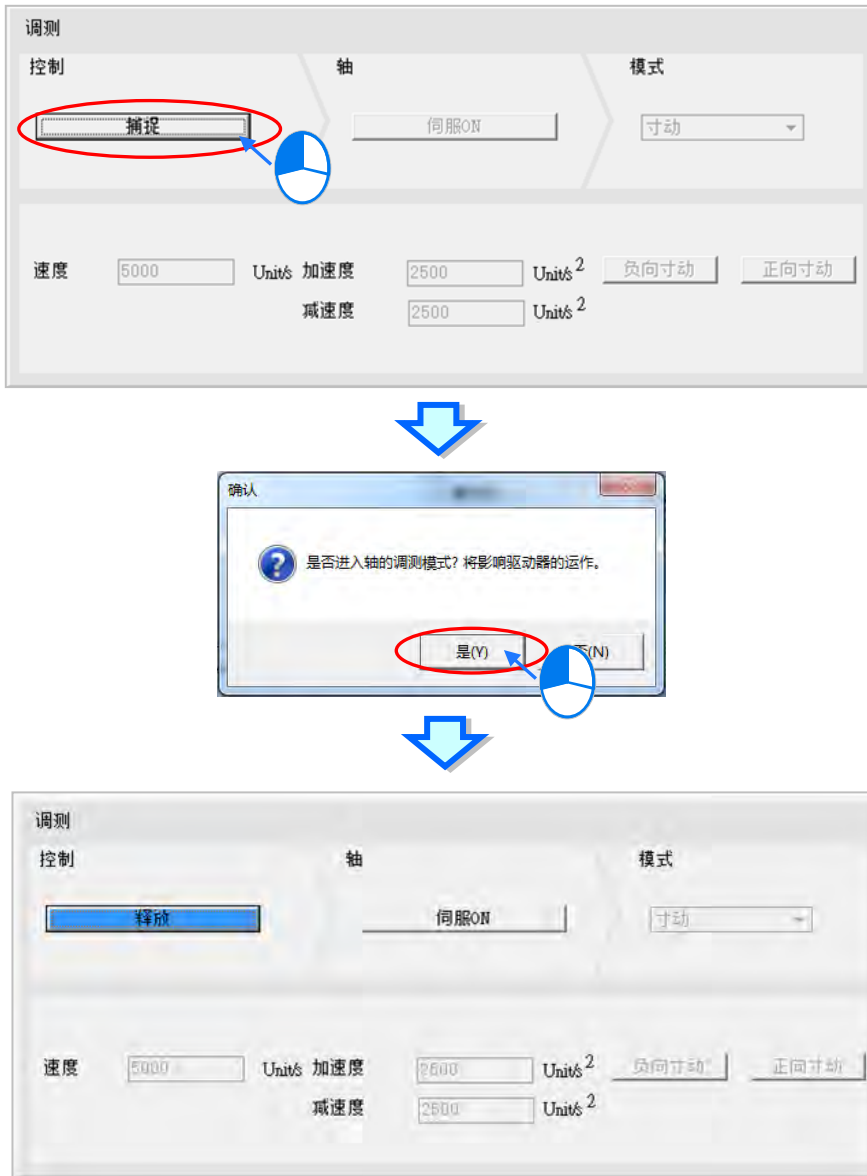 调测
控制 轴 模式
捕捉 伺服ON 寸动
速度 5000 Unit/s 加速度 2500 Unit/s 2 负向寸动 正向寸动
减速度 2500 Unit/s 2
确认
是否进入轴的调测模式? 将影响驱动器的运作。
是(Y) (N)
调测
控制 轴 模式
释放 伺服ON 寸动
速度 5000 Unit/s 加速度 2500 Unit/s 2 负向寸动 正向寸动
减速度 2500 Unit/s 2